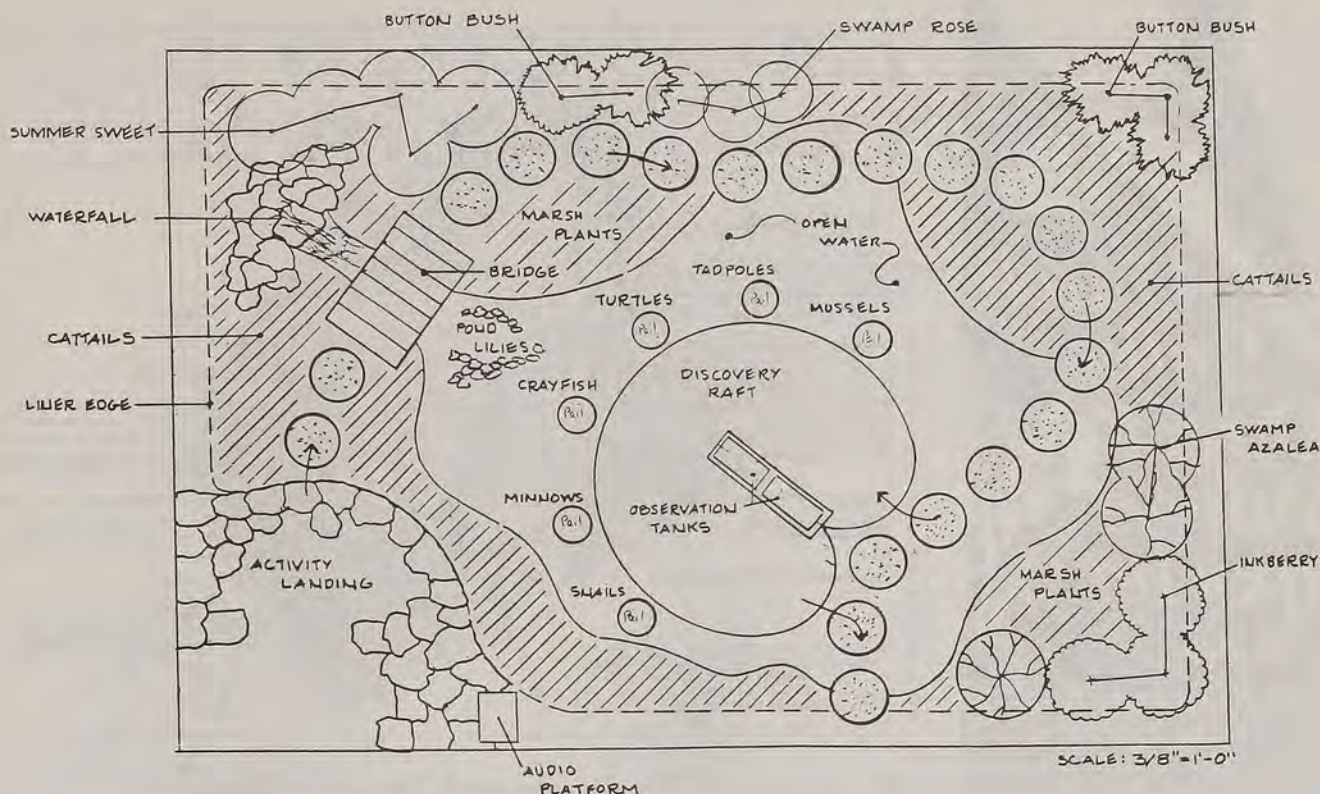 BUTTON BUSH
SWAMP ROSE
BUTTON BUSH
SUMMER SWEET
WATERFALL
MARSH
PLANTS
OPEN
WATER
BRIDGE
TADPOLES
Pail
CATTAILS
TURTLES
Pail
MUSSELS
Pail
POND
LILIES
CATTAILS
CRAYFISH
Pail
DISCOVERY
RAFT
LINER EDGE
SWAMP
AZALEA
MINNOWS
Pail
OBSERVATION
TANKS
ACTIVITY
LANDING
SNAILS
Pail
MARSH
PLANTS
INKBERRY
AUDIO
PLATFORM
SCALE: 3/8"=1'-0"